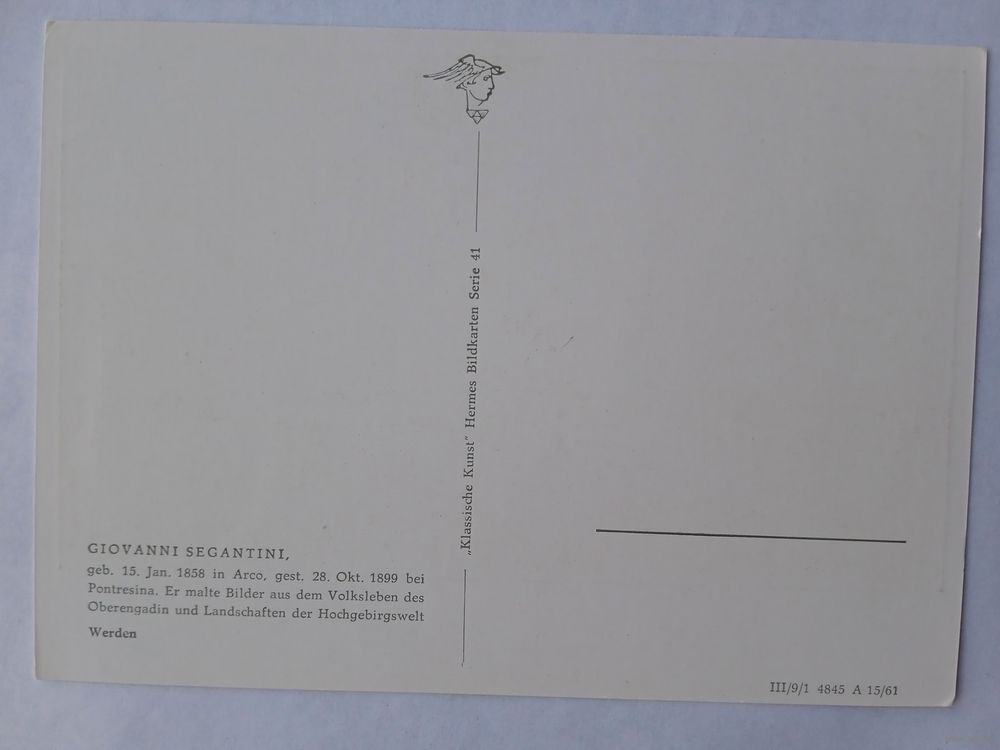 GIOVANNI SEGANTINI,
geb. 15. Jan. 1858 in Arco, gest. 28. Okt. 1899 bei
Pontresina. Er malte Bilder aus dem Volksleben des
Oberengadin und Landschaften der Hochgebirgswelt
Werden
„Klassische Kunst" Hermes Bildkarten Serie 41
III/9/1 4845 A 15/61